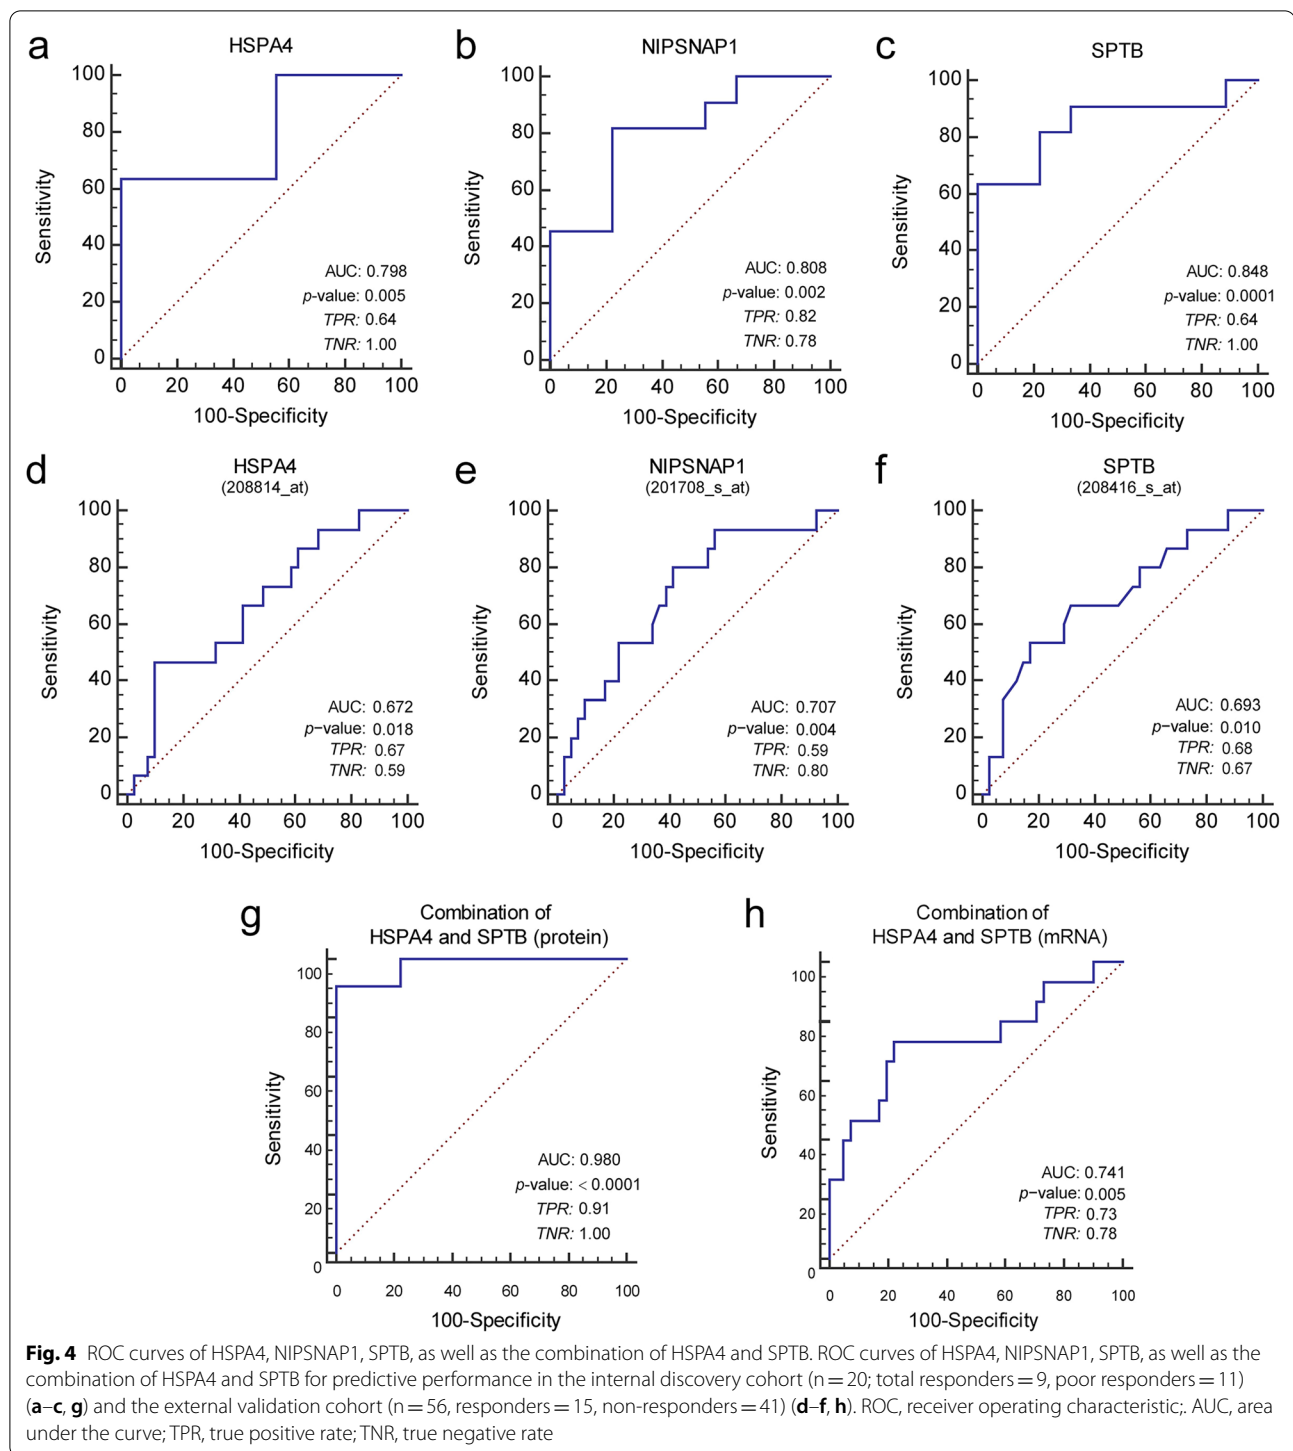 a
HSPA4
100
80
60
40
20
0
Sensitivity
AUC: 0.798
p-value: 0.005
TPR: 0.64
TNR: 1.00
0 20 40 60 80 100
100-Specificity
b
NIPSNAP1
100
80
60
40
20
0
Sensitivity
AUC: 0.808
p-value: 0.002
TPR: 0.82
TNR: 0.78
0 20 40 60 80 100
100-Specificity
c
SPTB
100
80
60
40
20
0
Sensitivity
AUC: 0.848
p-value: 0.0001
TPR: 0.64
TNR: 1.00
0 20 40 60 80 100
100-Specificity
d
HSPA4
(208814_at)
100
80
60
40
20
0
Sensitivity
AUC: 0.672
p−value: 0.018
TPR: 0.67
TNR: 0.59
0 20 40 60 80 100
100-Specificity
e
NIPSNAP1
(201708_s_at)
100
80
60
40
20
0
Sensitivity
AUC: 0.707
p−value: 0.004
TPR: 0.59
TNR: 0.80
0 20 40 60 80 100
100-Specificity
f
SPTB
(208416_s_at)
100
80
60
40
20
0
Sensitivity
AUC: 0.693
p−value: 0.010
TPR: 0.68
TNR: 0.67
0 20 40 60 80 100
100-Specificity
g
Combination of
HSPA4 and SPTB (protein)
100
80
60
40
20
0
Sensitivity
AUC: 0.980
p-value: < 0.0001
TPR: 0.91
TNR: 1.00
0 20 40 60 80 100
100-Specificity
h
Combination of
HSPA4 and SPTB (mRNA)
100
80
60
40
20
0
Sensitivity
AUC: 0.741
p−value: 0.005
TPR: 0.73
TNR: 0.78
0 20 40 60 80 100
100-Specificity
Fig. 4 ROC curves of HSPA4, NIPSNAP1, SPTB, as well as the combination of HSPA4 and SPTB. ROC curves of HSPA4, NIPSNAP1, SPTB, as well as the
combination of HSPA4 and SPTB for predictive performance in the internal discovery cohort (n = 20; total responders = 9, poor responders = 11)
(a–c, g) and the external validation cohort (n = 56, responders = 15, non-responders = 41) (d–f, h). ROC, receiver operating characteristic;. AUC, area
under the curve; TPR, true positive rate; TNR, true negative rate